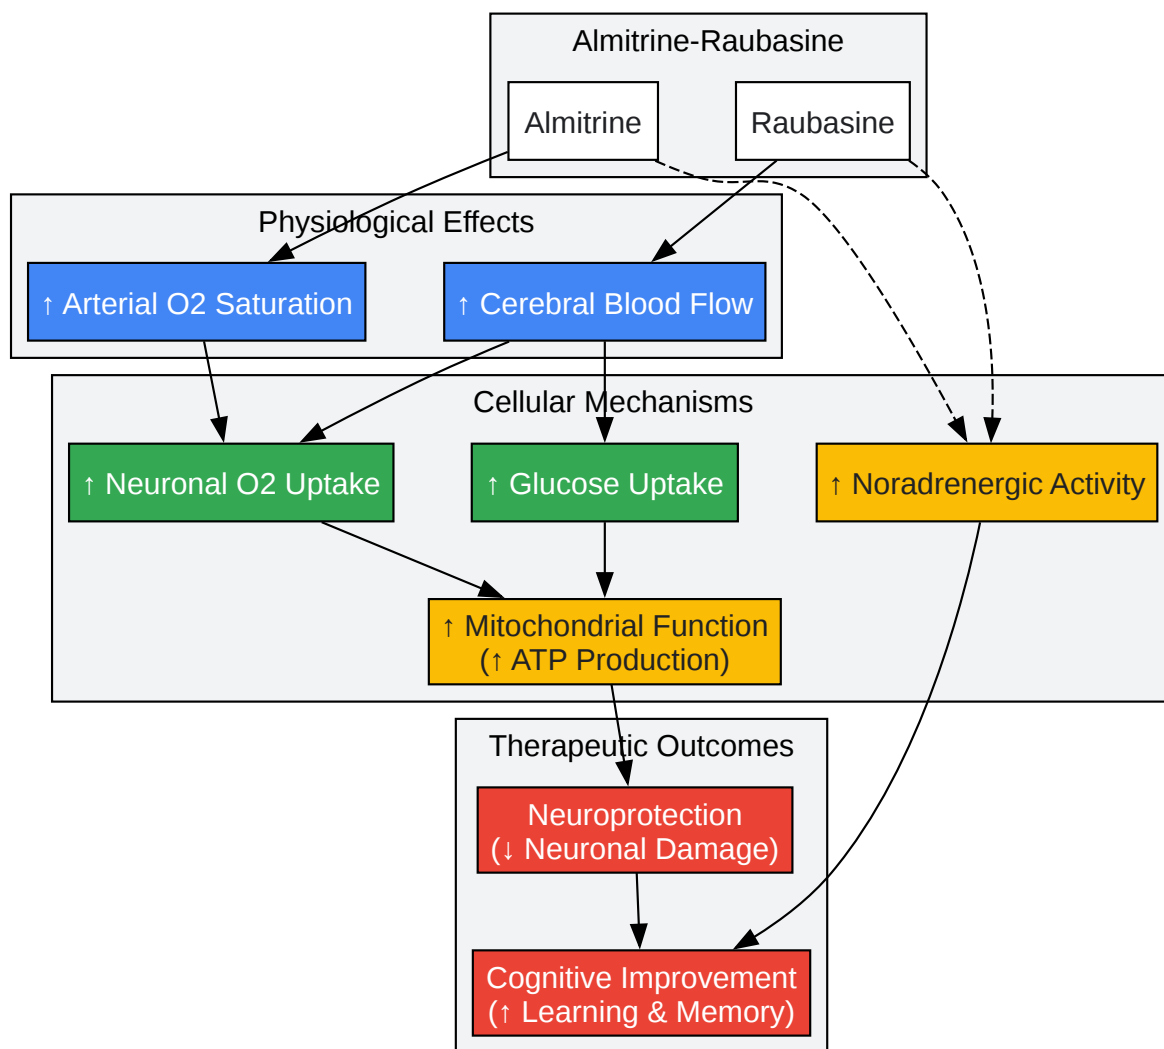 Almitrine-Raubasine
Almitrine
Raubasine
Physiological Effects
↑ Arterial O2 Saturation
↑ Cerebral Blood Flow
Cellular Mechanisms
↑ Neuronal O2 Uptake
↑ Glucose Uptake
↑ Noradrenergic Activity
↑ Mitochondrial Function
(↑ ATP Production)
Therapeutic Outcomes
Neuroprotection
(↓ Neuronal Damage)
Cognitive Improvement
(↑ Learning & Memory)